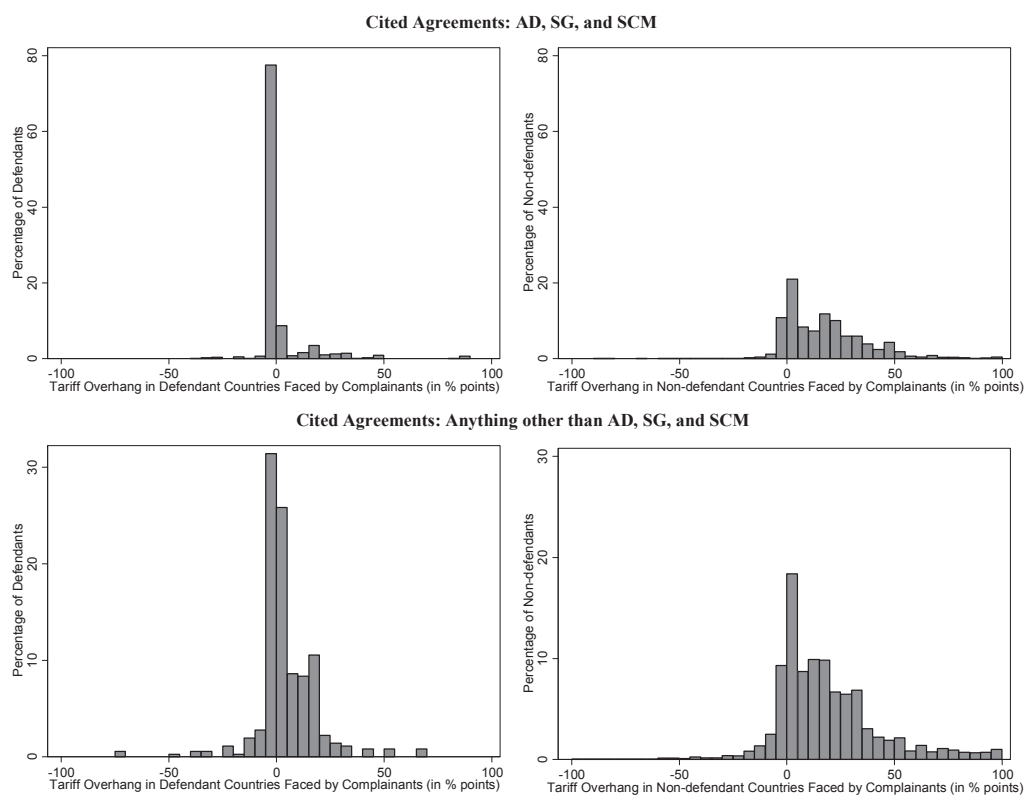 Cited Agreements: AD, SG, and SCM
Percentage of Defendants
80
60
40
20
0
-100 -50 0 50 100
Tariff Overhang in Defendant Countries Faced by Complainants (in % points)
Percentage of Non-defendants
80
60
40
20
0
-100 -50 0 50 100
Tariff Overhang in Non-defendant Countries Faced by Complainants (in % points)
Cited Agreements: Anything other than AD, SG, and SCM
Percentage of Defendants
30
20
10
0
-100 -50 0 50 100
Tariff Overhang in Defendant Countries Faced by Complainants (in % points)
Percentage of Non-defendants
30
20
10
0
-100 -50 0 50 100
Tariff Overhang in Non-defendant Countries Faced by Complainants (in % points)